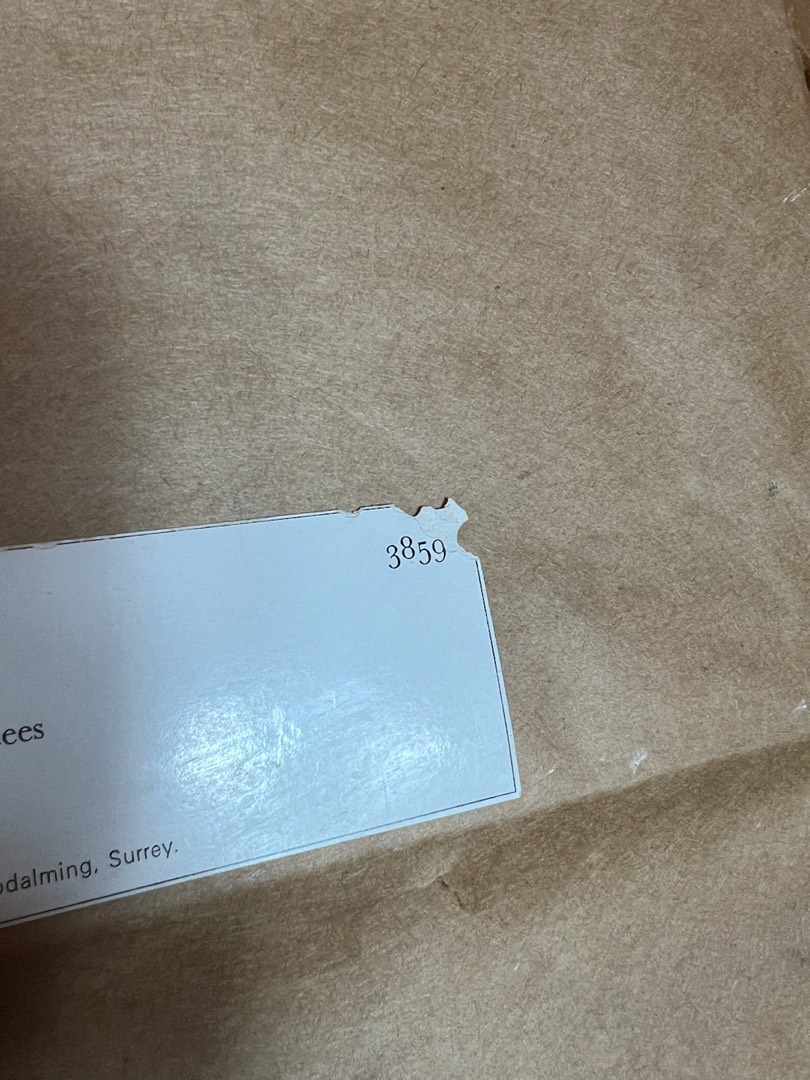 3859
ees
odalming, Surrey.